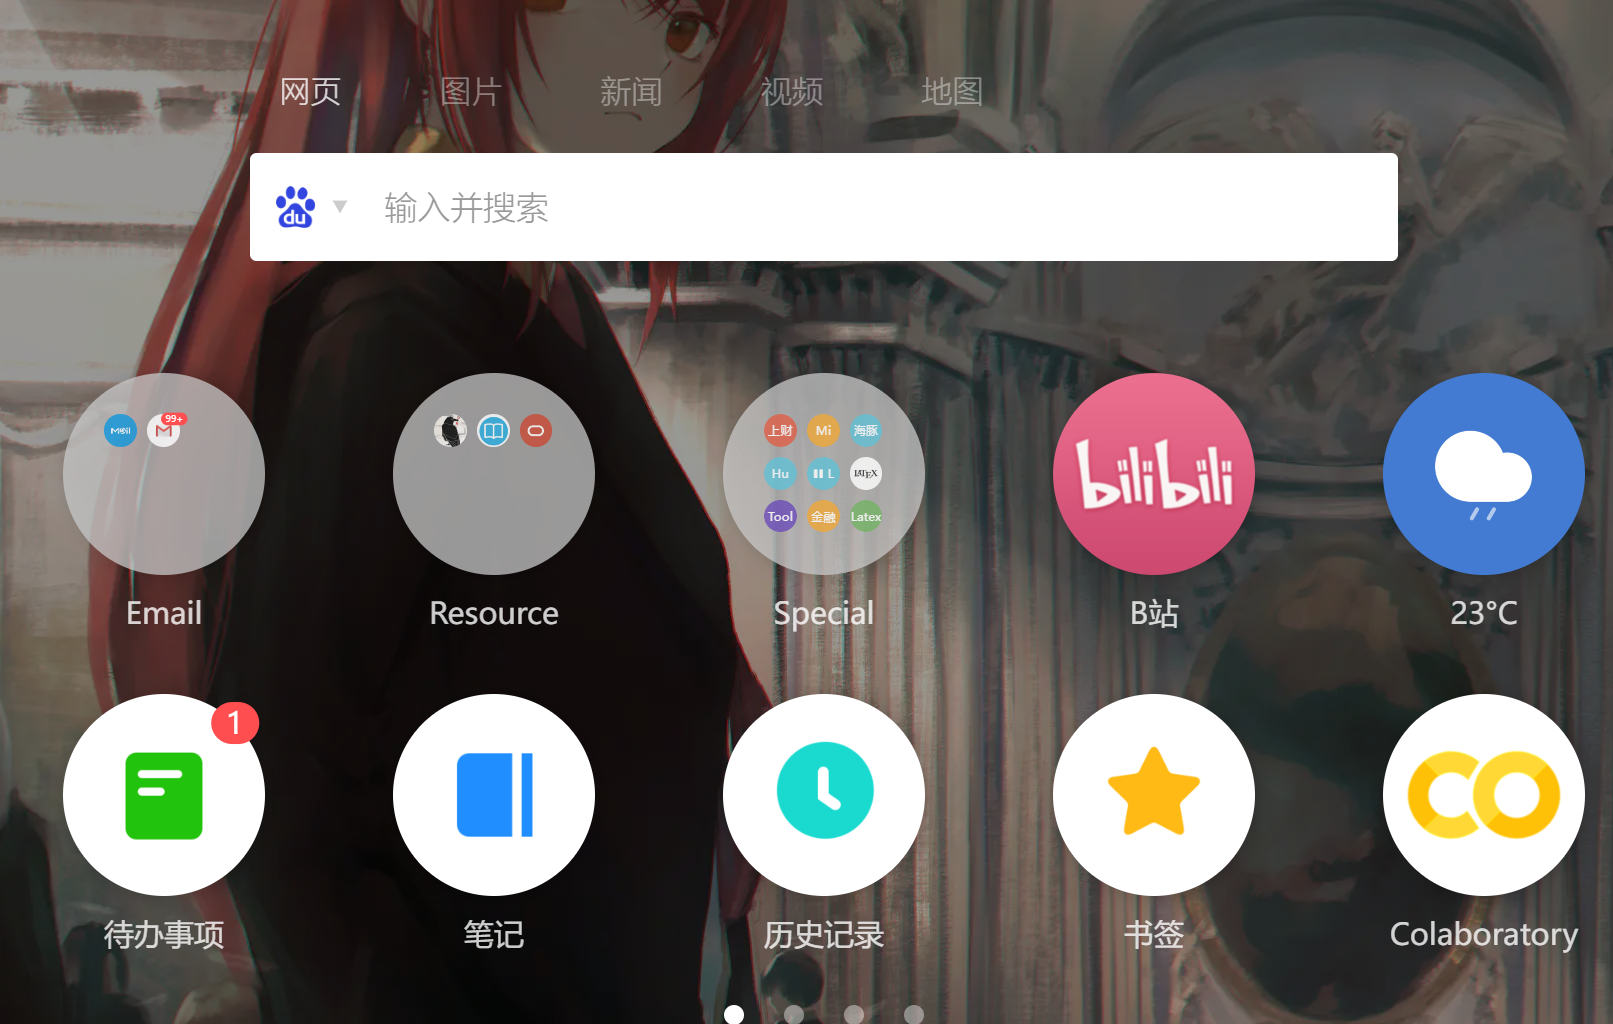 网页 图片 新闻 视频 地图
du 输入并搜索
M@il 99+
上财 Mi 海豚
Hu L LATEX
Tool 金融 Latex
bilibili
Email Resource Special B站 23°C
1
待办事项 笔记 历史记录 书签 Colaboratory